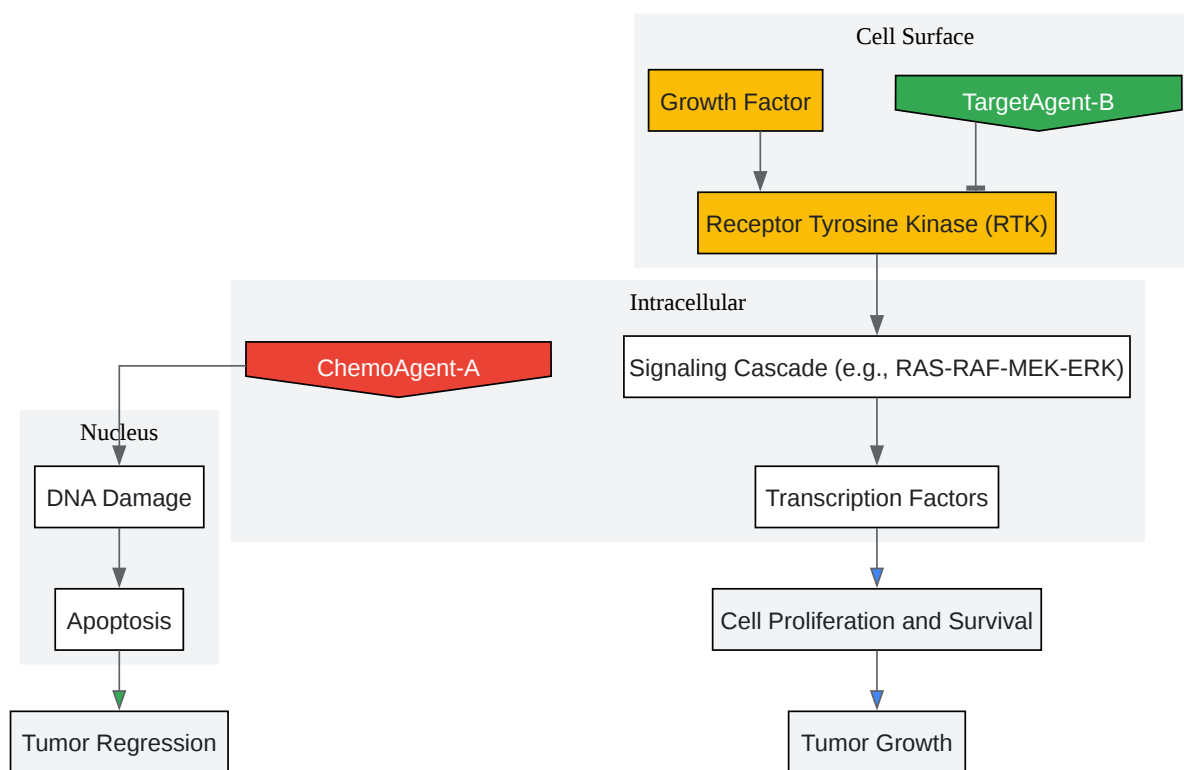 Cell Surface
Growth Factor
TargetAgent-B
Receptor Tyrosine Kinase (RTK)
Intracellular
ChemoAgent-A
Signaling Cascade (e.g., RAS-RAF-MEK-ERK)
Nucleus
DNA Damage
Transcription Factors
Apoptosis
Cell Proliferation and Survival
Tumor Regression
Tumor Growth